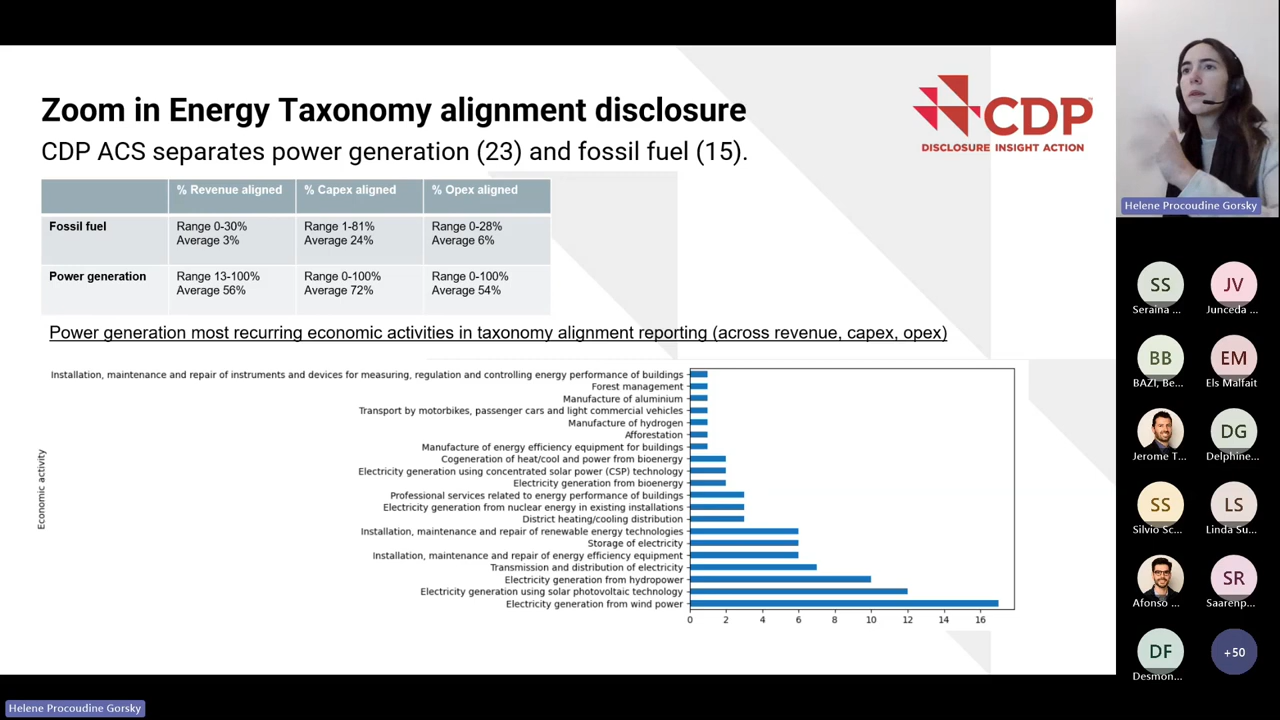 Zoom in Energy Taxonomy alignment disclosure
CDP ACS separates power generation (23) and fossil fuel (15).
CDP
DISCLOSURE INSIGHT ACTION
% Revenue aligned
% Capex aligned
% Opex aligned
Fossil fuel
Range 0-30%
Average 3%
Range 1-81%
Average 24%
Range 0-28%
Average 6%
Power generation
Range 13-100%
Average 56%
Range 0-100%
Average 72%
Range 0-100%
Average 54%
Power generation most recurring economic activities in taxonomy alignment reporting (across revenue, capex, opex)
Economic activity
Installation, maintenance and repair of instruments and devices for measuring, regulation and controlling energy performance of buildings
Forest management
Manufacture of aluminium
Transport by motorbikes, passenger cars and light commercial vehicles
Manufacture of hydrogen
Afforestation
Manufacture of energy efficiency equipment for buildings
Cogeneration of heat/cool and power from bioenergy
Electricity generation using concentrated solar power (CSP) technology
Electricity generation from bioenergy
Professional services related to energy performance of buildings
Electricity generation from nuclear energy in existing installations
District heating/cooling distribution
Installation, maintenance and repair of renewable energy technologies
Storage of electricity
Installation, maintenance and repair of energy efficiency equipment
Transmission and distribution of electricity
Electricity generation from hydropower
Electricity generation using solar photovoltaic technology
Electricity generation from wind power
0 2 4 6 8 10 12 14 16
Helene Procoudine Gorsky
SS
Seraina ...
JV
Junceda ...
BB
BAZI, Be...
EM
Els Malfait
Jerome T...
DG
Delphine...
SS
Silvio Sc...
LS
Linda Su...
Afonso ...
SR
Saarenp...
DF
Desmon...
+50
Helene Procoudine Gorsky